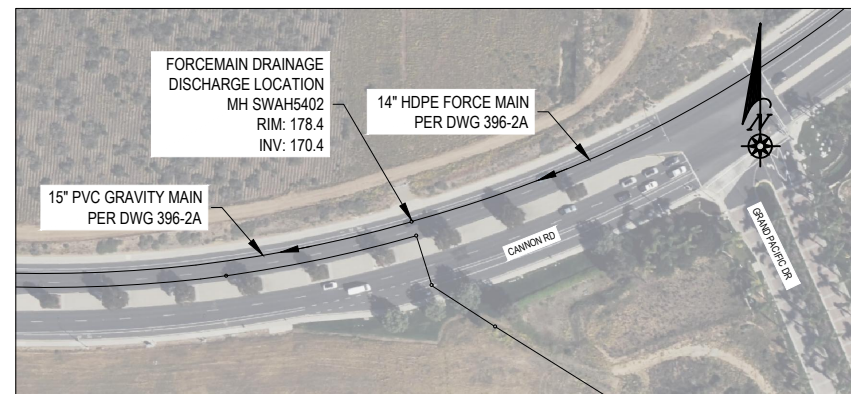 FORCEMAIN DRAINAGE
DISCHARGE LOCATION
MH SWAH5402
RIM: 178.4
INV: 170.4
14" HDPE FORCE MAIN
PER DWG 396-2A
15" PVC GRAVITY MAIN
PER DWG 396-2A
CANNON RD
GRAND PACIFIC DR
N